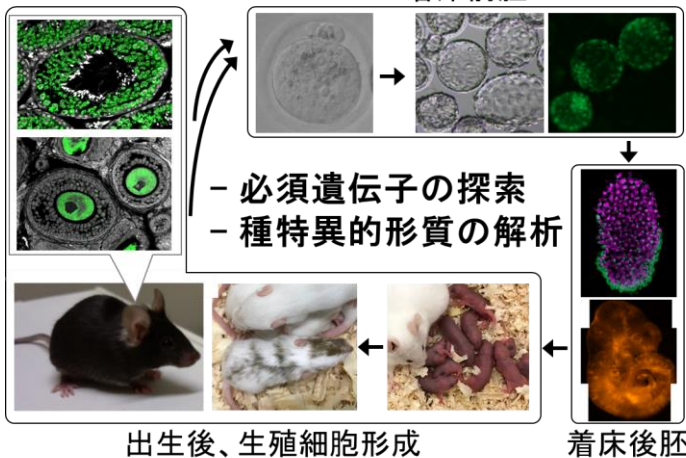 – 必須遺伝子の探索
– 種特異的形質の解析
出生後、生殖細胞形成
着床後胚